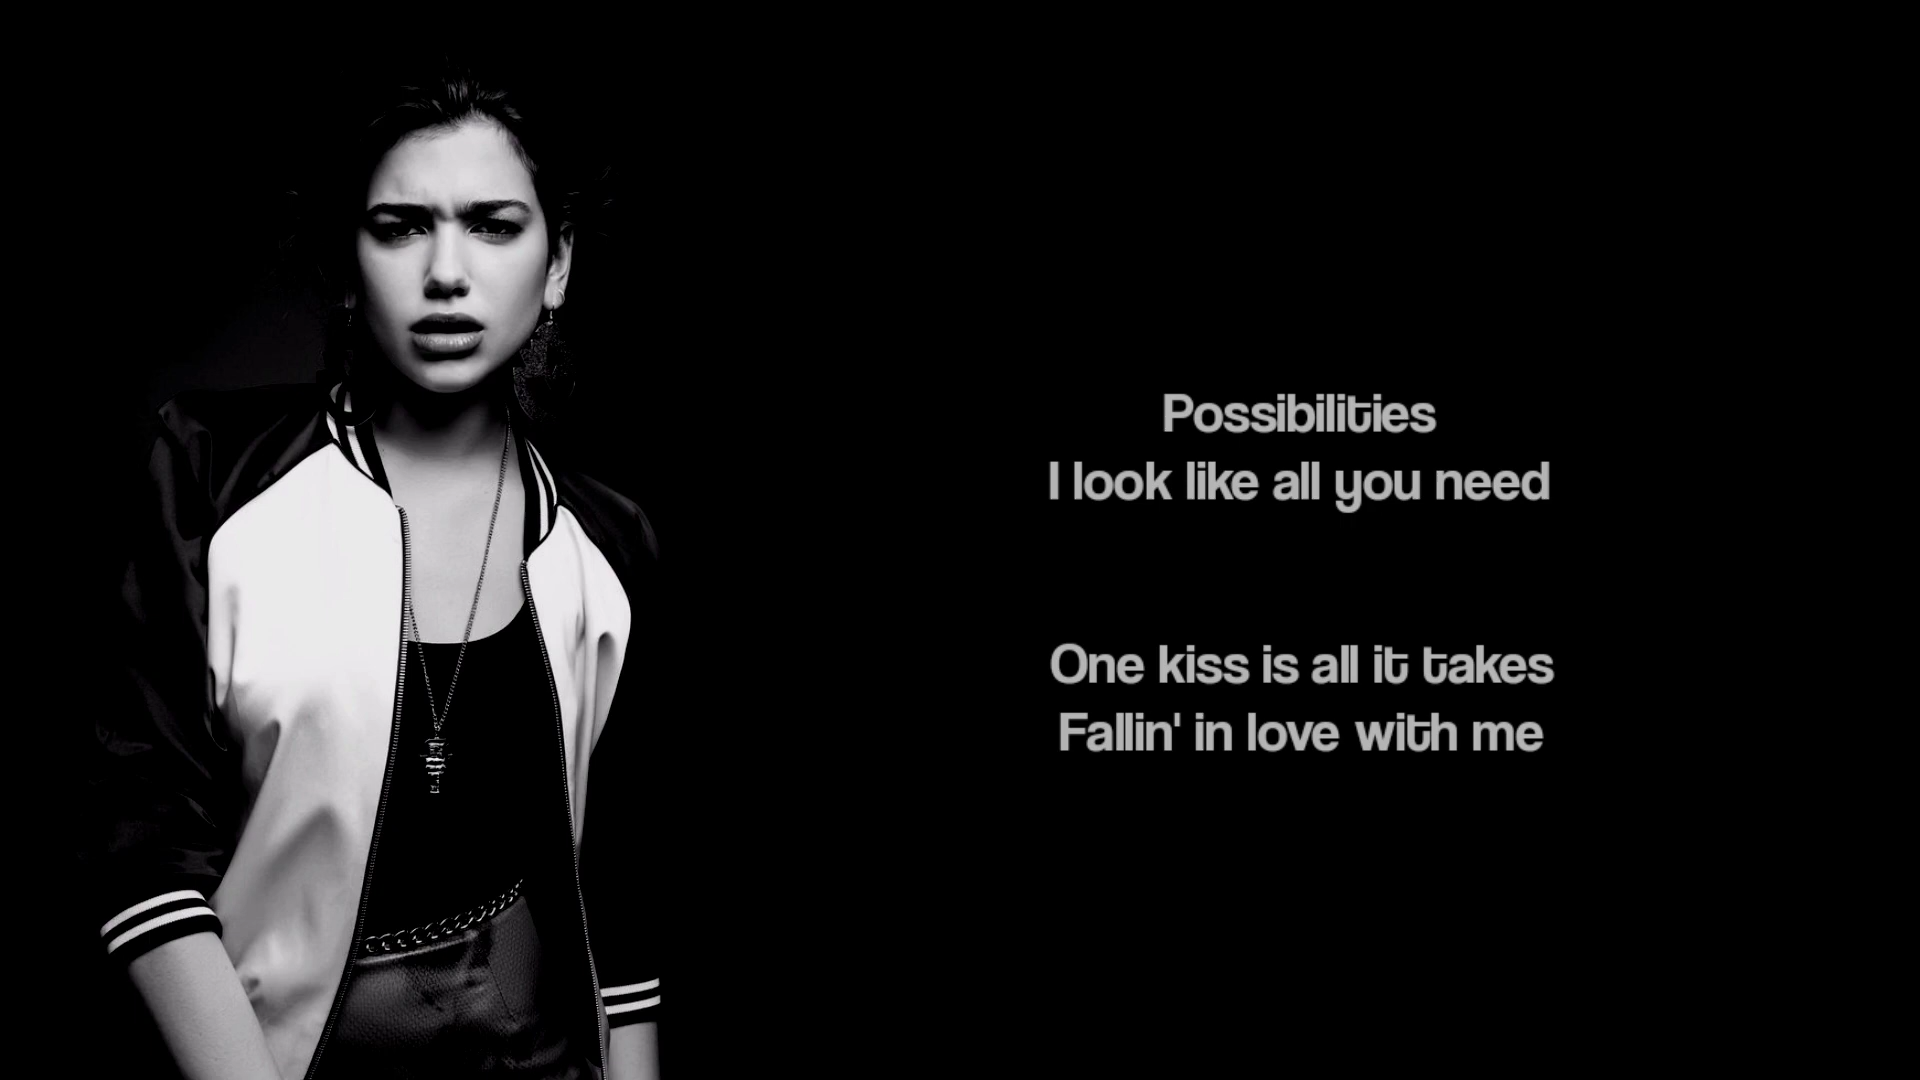 Possibilities
I look like all you need
One kiss is all it takes
Fallin' in love with me